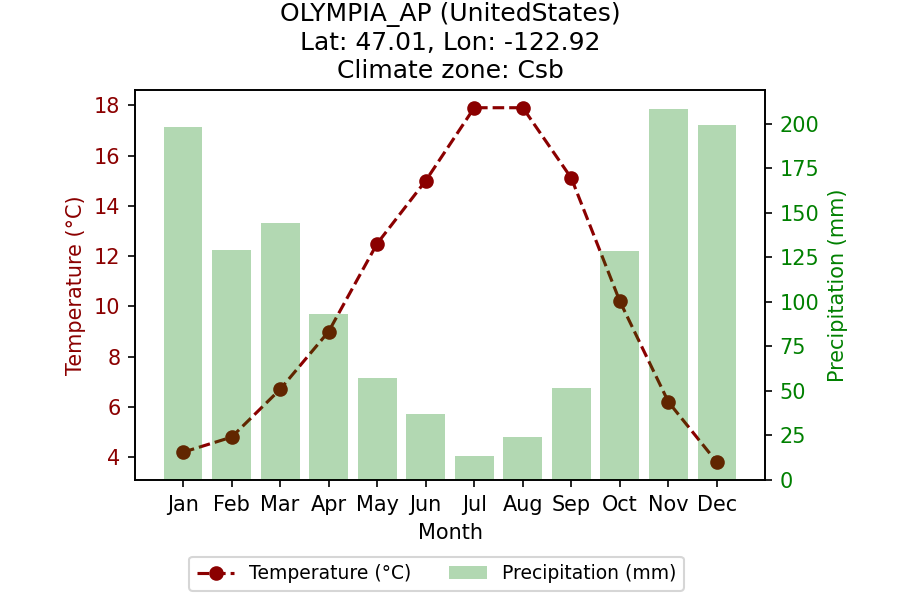 OLYMPIA_AP (UnitedStates)
Lat: 47.01, Lon: -122.92
Climate zone: Csb
Temperature (°C)
18
16
14
12
10
8
6
4
200
175
150
125
100
75
50
25
0
Precipitation (mm)
Jan Feb Mar Apr May Jun Jul Aug Sep Oct Nov Dec
Month
Temperature (°C) Precipitation (mm)